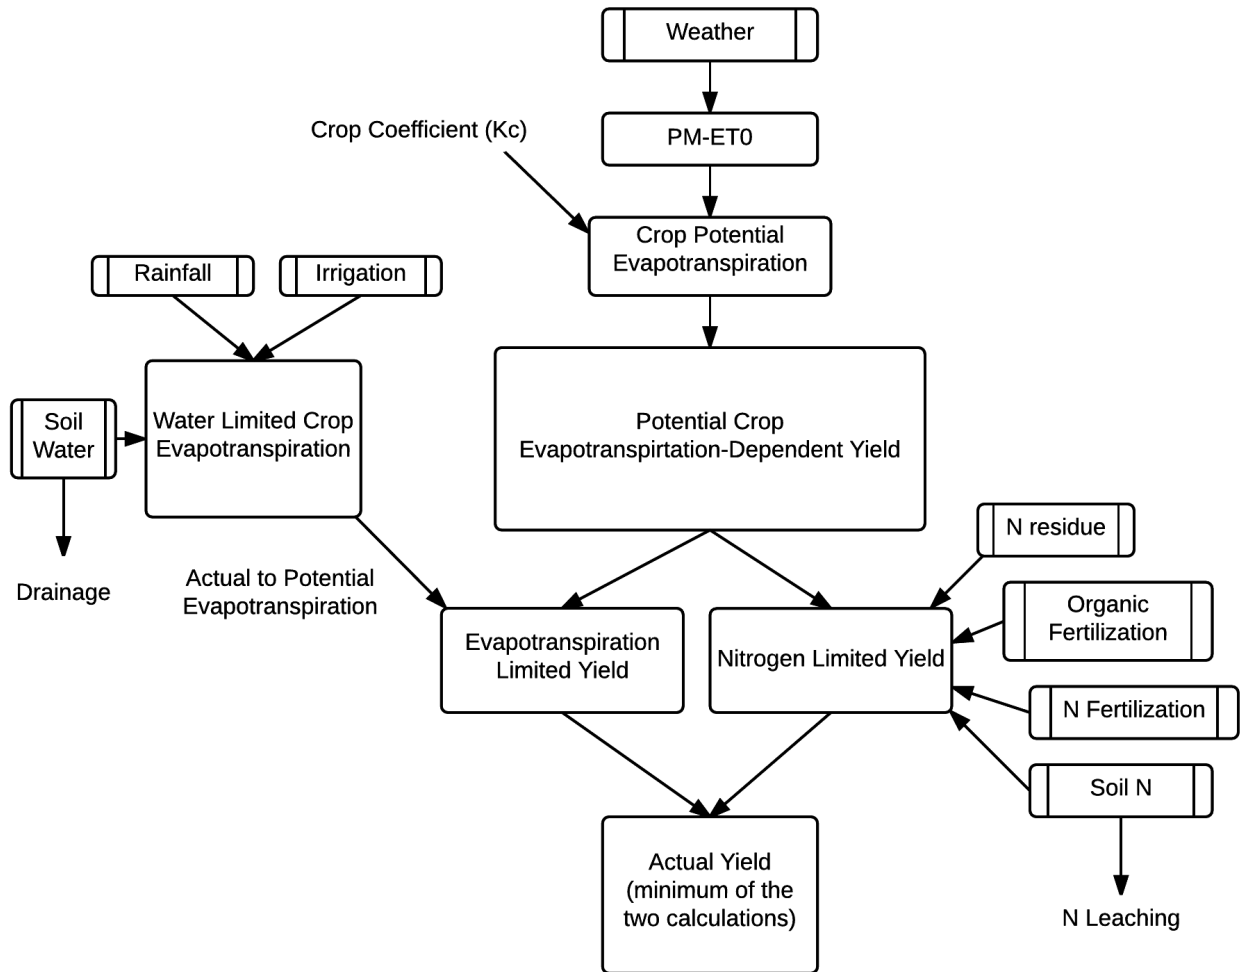 Weather
Crop Coefficient (Kc)
PM-ET0
Crop Potential
Evapotranspiration
Rainfall
Irrigation
Soil
Water
Water Limited Crop
Evapotranspiration
Potential Crop
Evapotranspirtation-Dependent Yield
Drainage
Actual to Potential
Evapotranspiration
N residue
Organic
Fertilization
Evapotranspiration
Limited Yield
Nitrogen Limited Yield
N Fertilization
Soil N
Actual Yield
(minimum of the
two calculations)
N Leaching